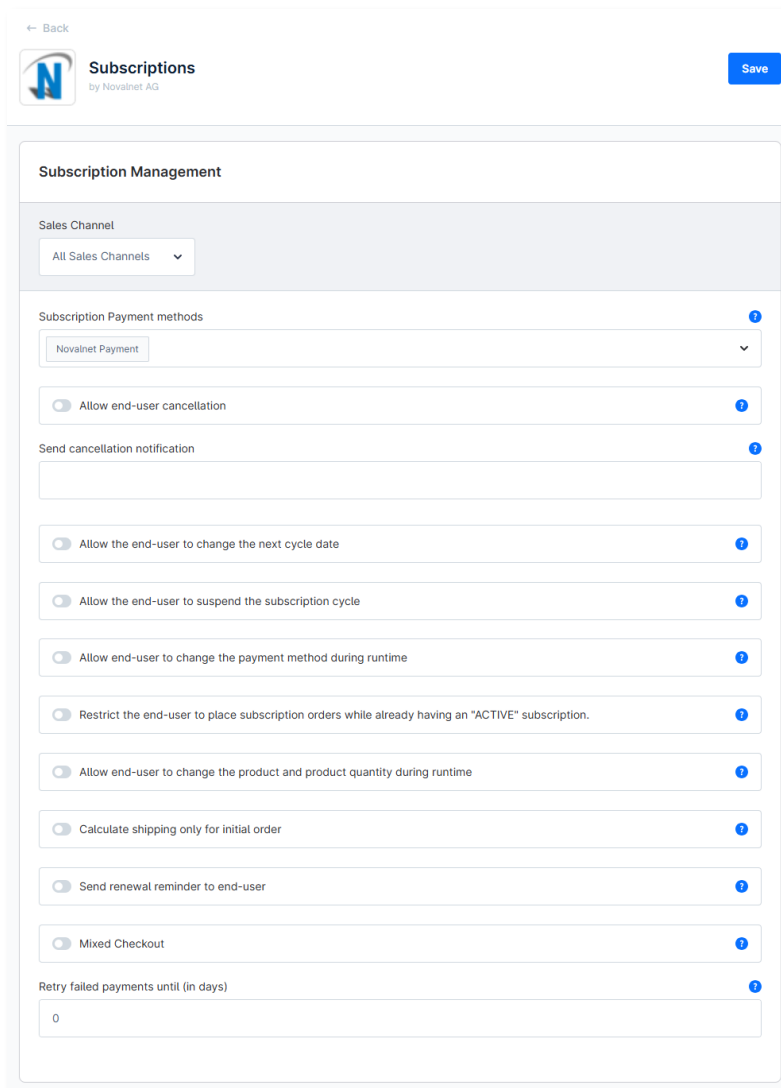 ← Back
Subscriptions
by Novalnet AG
Save
Subscription Management
Sales Channel
All Sales Channels
Subscription Payment methods
?
Novalnet Payment
Allow end-user cancellation
?
Send cancellation notification
?
Allow the end-user to change the next cycle date
?
Allow the end-user to suspend the subscription cycle
?
Allow end-user to change the payment method during runtime
?
Restrict the end-user to place subscription orders while already having an "ACTIVE" subscription.
?
Allow end-user to change the product and product quantity during runtime
?
Calculate shipping only for initial order
?
Send renewal reminder to end-user
?
Mixed Checkout
?
Retry failed payments until (in days)
?
0